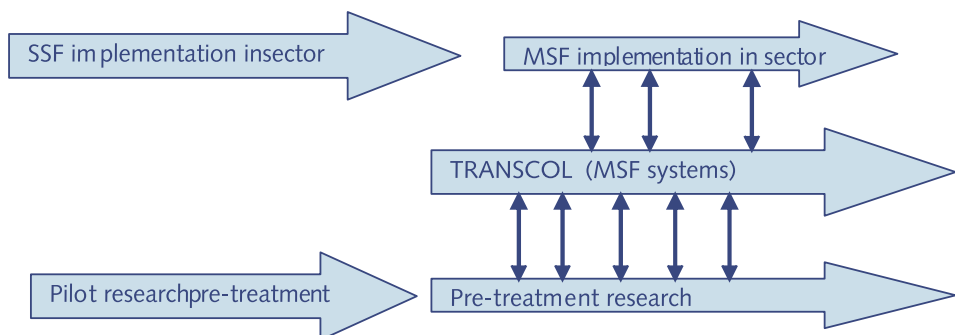 SSF implementation insector
MSF implementation in sector
TRANSCOL (MSF systems)
Pilot researchpre-treatment
Pre-treatment research